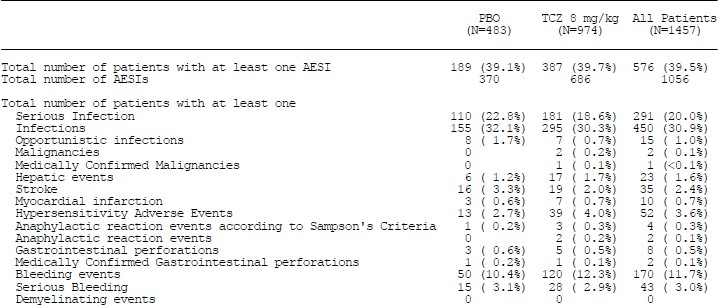 PBO TCZ 8 mg/kg All Patients
(N=483) (N=974) (N=1457)
Total number of patients with at least one AESI 189 (39.1%) 387 (39.7%) 576 (39.5%)
Total number of AESIs 370 686 1056
Total number of patients with at least one
Serious Infection 110 (22.8%) 181 (18.6%) 291 (20.0%)
Infections 155 (32.1%) 295 (30.3%) 450 (30.9%)
Opportunistic infections 8 ( 1.7%) 7 ( 0.7%) 15 ( 1.0%)
Malignancies 0 2 ( 0.2%) 2 ( 0.1%)
Medically Confirmed Malignancies 0 1 ( 0.1%) 1 (<0.1%)
Hepatic events 6 ( 1.2%) 17 ( 1.7%) 23 ( 1.6%)
Stroke 16 ( 3.3%) 19 ( 2.0%) 35 ( 2.4%)
Myocardial infarction 3 ( 0.6%) 7 ( 0.7%) 10 ( 0.7%)
Hypersensitivity Adverse Events 13 ( 2.7%) 39 ( 4.0%) 52 ( 3.6%)
Anaphylactic reaction events according to Sampson's Criteria 1 ( 0.2%) 3 ( 0.3%) 4 ( 0.3%)
Anaphylactic reaction events 0 2 ( 0.2%) 2 ( 0.1%)
Gastrointestinal perforations 3 ( 0.6%) 5 ( 0.5%) 8 ( 0.5%)
Medically Confirmed Gastrointestinal perforations 1 ( 0.2%) 1 ( 0.1%) 2 ( 0.1%)
Bleeding events 50 (10.4%) 120 (12.3%) 170 (11.7%)
Serious Bleeding 15 ( 3.1%) 28 ( 2.9%) 43 ( 3.0%)
Demyelinating events 0 0 0